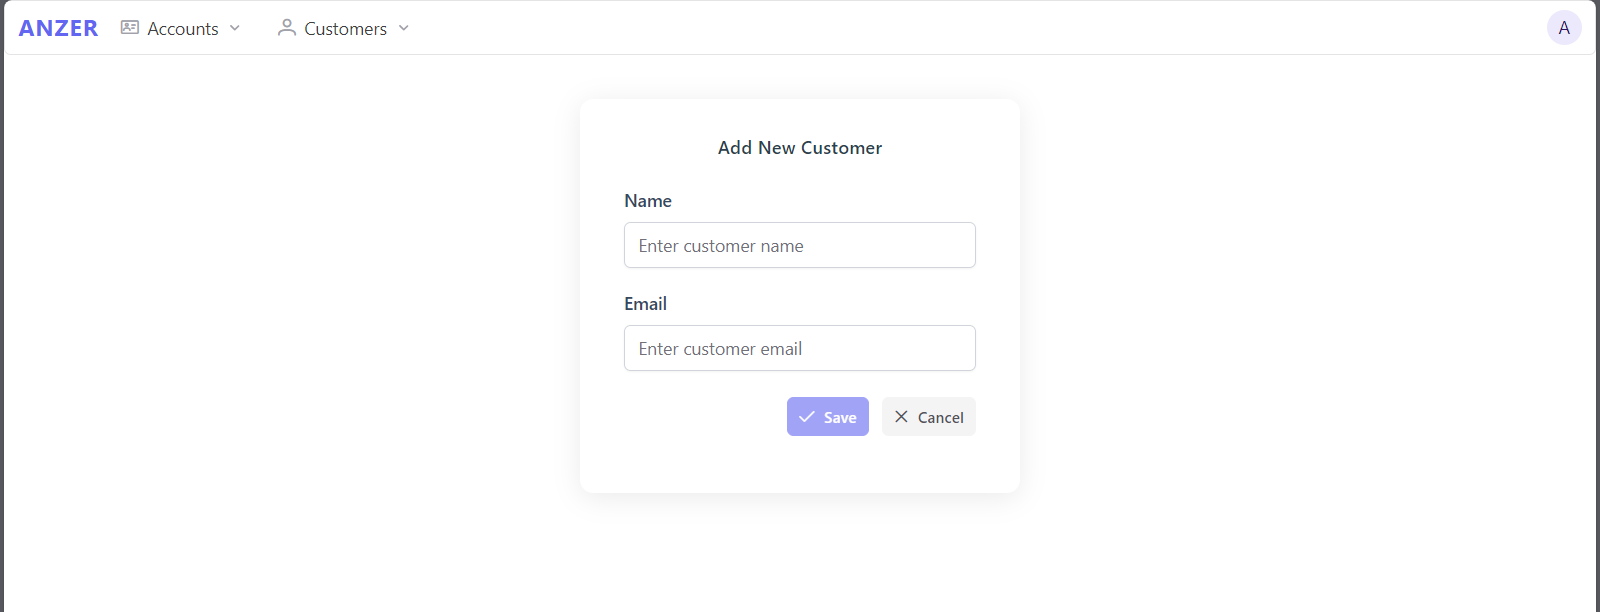 ANZER Accounts Customers A
Add New Customer
Name
Enter customer name
Email
Enter customer email
Save Cancel